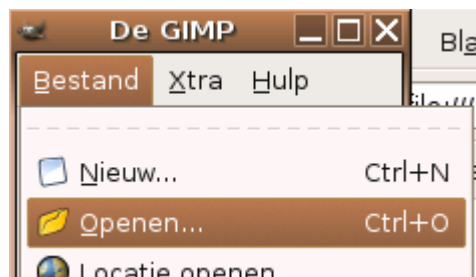 De GIMP
Bestand Xtra Hulp
Nieuw... Ctrl+N
Openen... Ctrl+O
Locatie openen